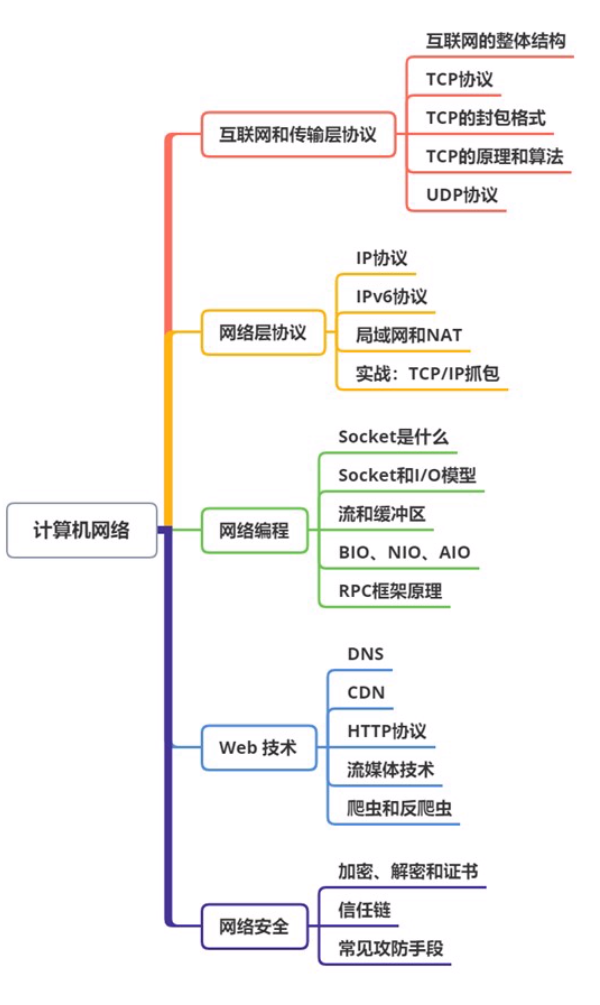 计算机网络
互联网和传输层协议
互联网的整体结构
TCP协议
TCP的封包格式
TCP的原理和算法
UDP协议
网络层协议
IP协议
IPv6协议
局域网和NAT
实战：TCP/IP抓包
网络编程
Socket是什么
Socket和I/O模型
流和缓冲区
BIO、NIO、AIO
RPC框架原理
Web 技术
DNS
CDN
HTTP协议
流媒体技术
爬虫和反爬虫
网络安全
加密、解密和证书
信任链
常见攻防手段